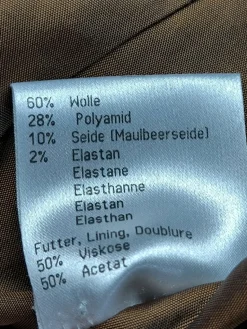 60% Wolle
28% Polyamid
10% Seide (Maulbeerseide)
2% Elastan
Elastane
Elasthanne
Elastan
Elasthan
Futter, Lining, Doublure
50% Viskose
50% Acetat